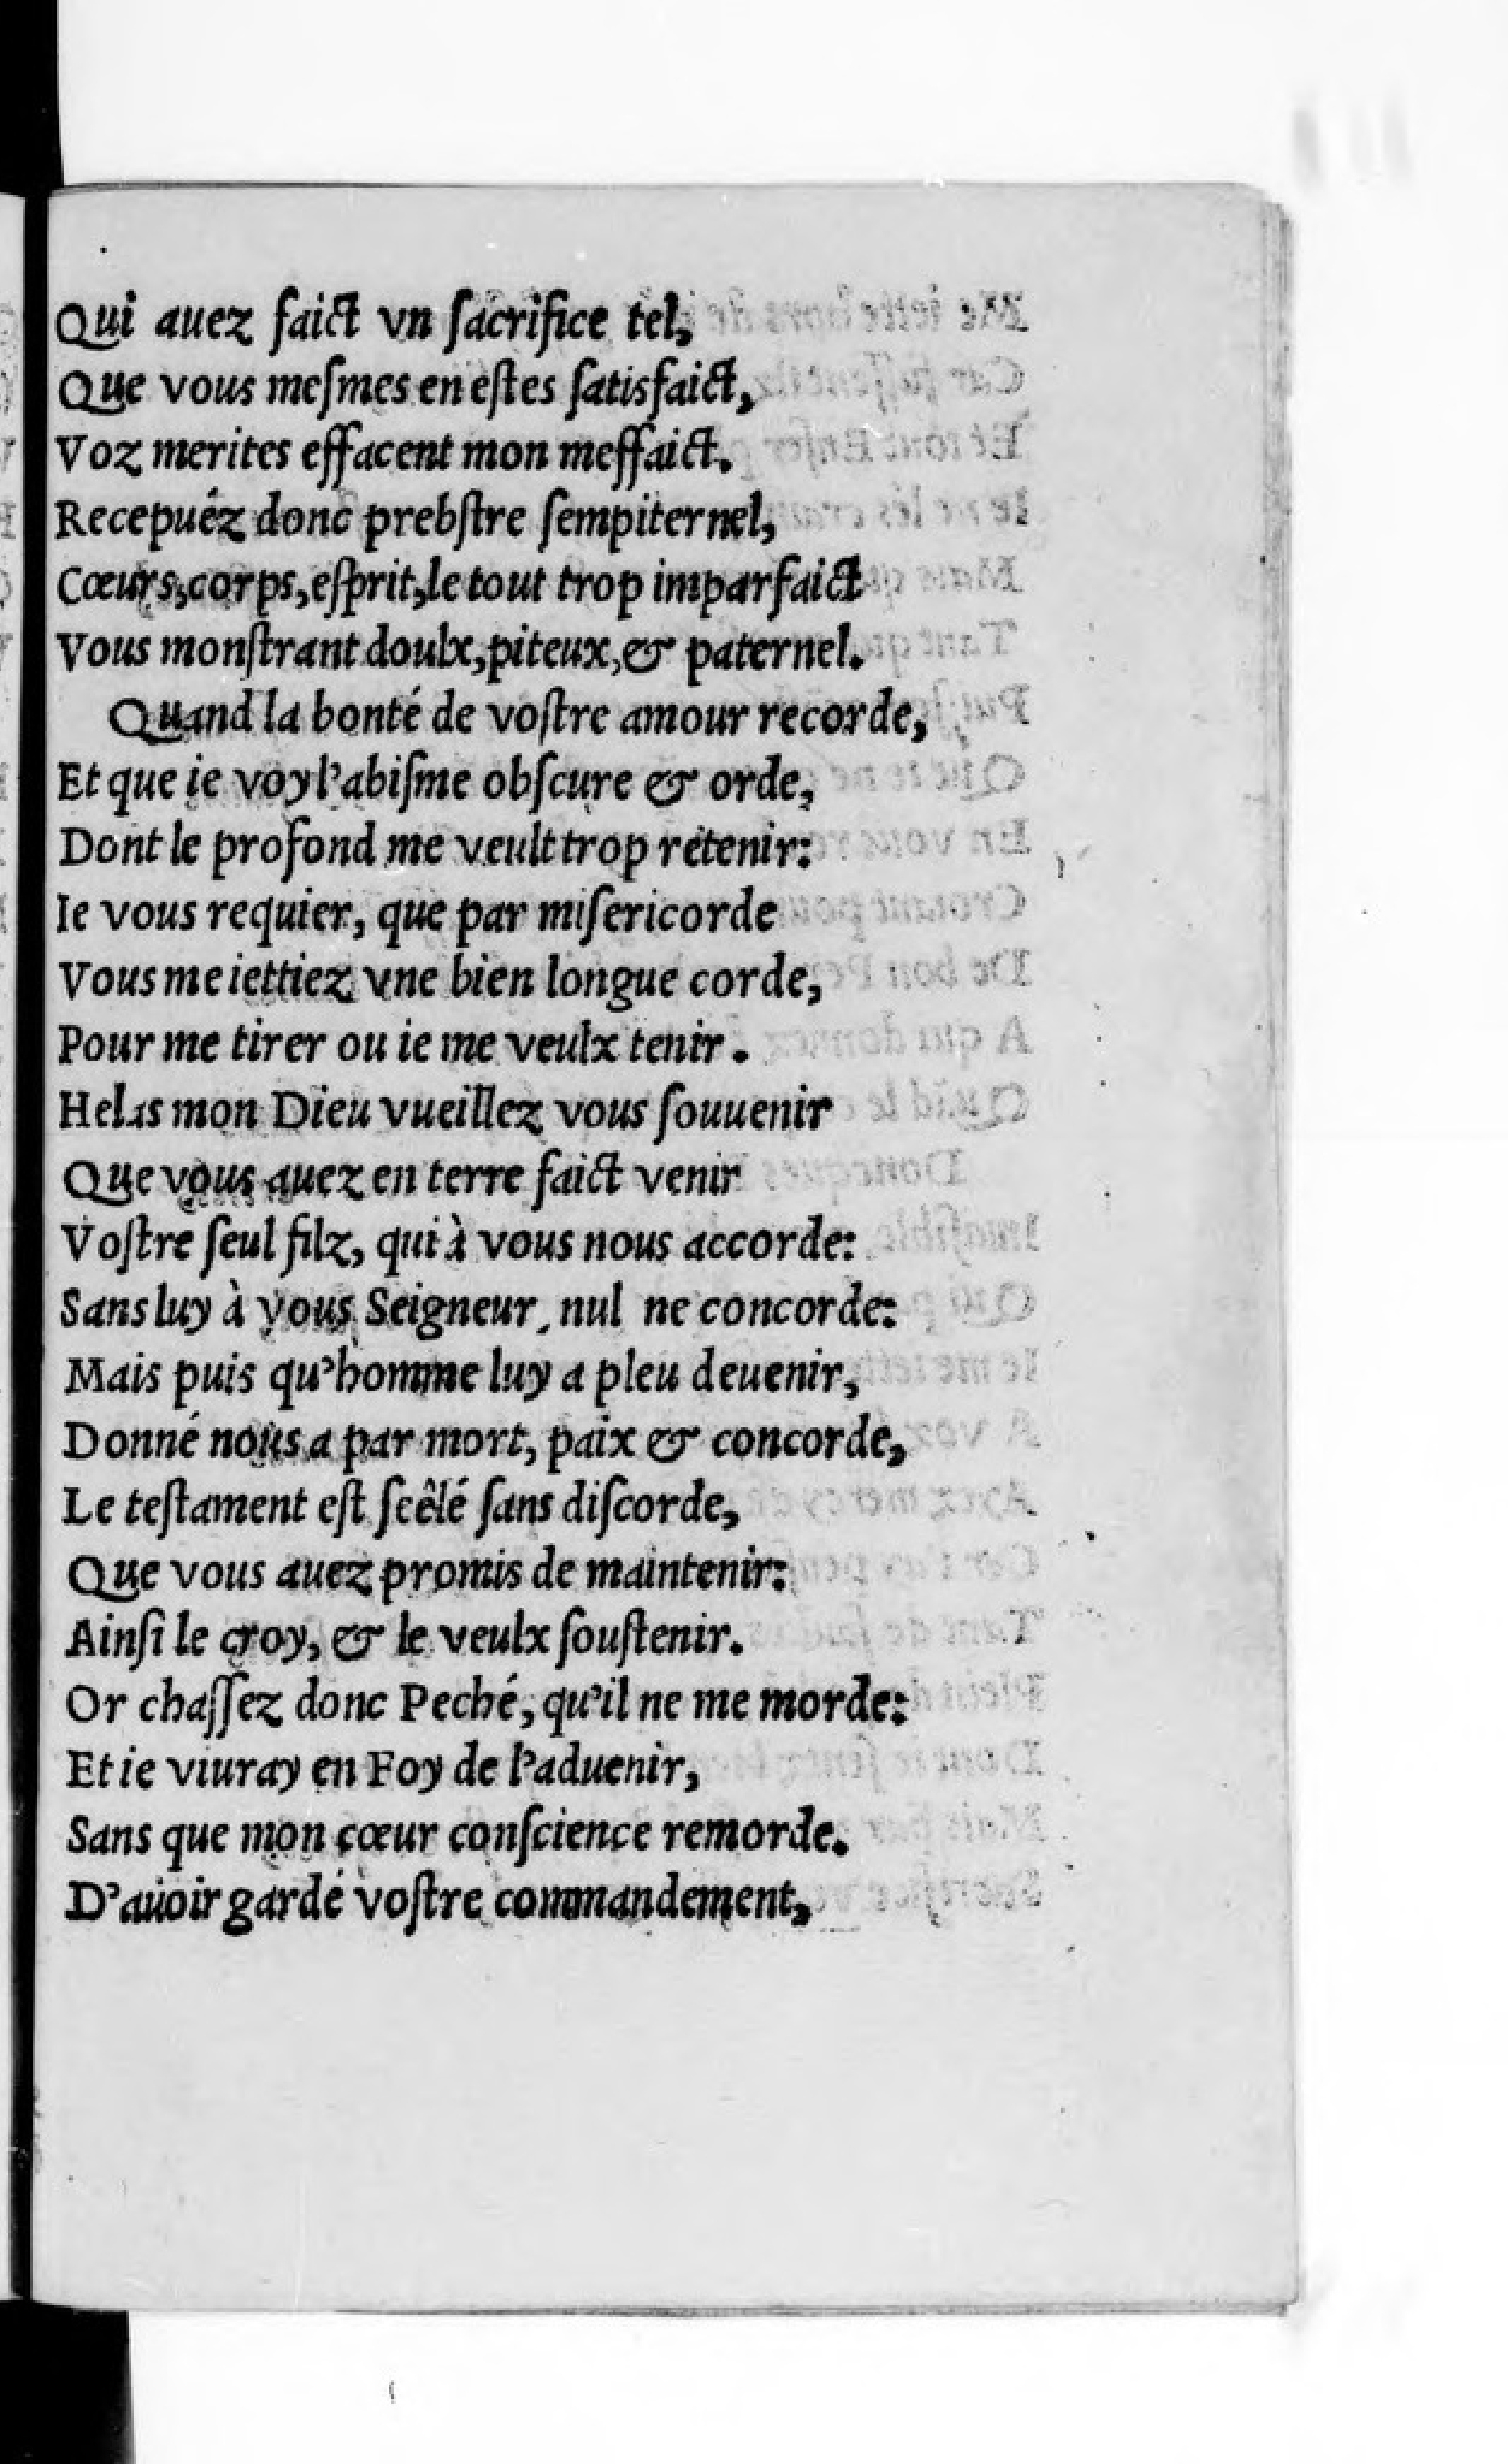 Qui auez faict vn ſacrifice tel,
Que vous meſmes en eſtes ſatisfaict,
Voz merites effacent mon meffaict.
Recepuéz donc prebſtre ſempiternel,
Cœurs, corps, eſprit, le tout trop imparfaict
Vous monſtrant doulx, piteux, & paternel.
Quand la bonté de voſtre amour recorde,
Et que ie voy l'abiſme obſcure & orde,
Dont le profond me veult trop retenir:
Ie vous requier, que par miſericorde
Vous me iettiez vne bien longue corde,
Pour me tirer ou ie me veulx tenir.
Helas mon Dieu vueillez vous ſouuenir
Que vous auez en terre faict venir
Voſtre ſeul filz, qui à vous nous accorde:
Sans luy à vous Seigneur, nul ne concorde:
Mais puis qu'homme luy a pleu deuenir,
Donné nous a par mort, paix & concorde,
Le teſtament eſt ſcêlé ſans diſcorde,
Que vous auez promis de maintenir:
Ainſi le croy, & le veulx ſouſtenir.
Or chaſſez donc Peché, qu'il ne me morde:
Et ie viuray en Foy de l'aduenir,
Sans que mon cœur conſcience remorde.
D'auoir gardé voſtre commandement,